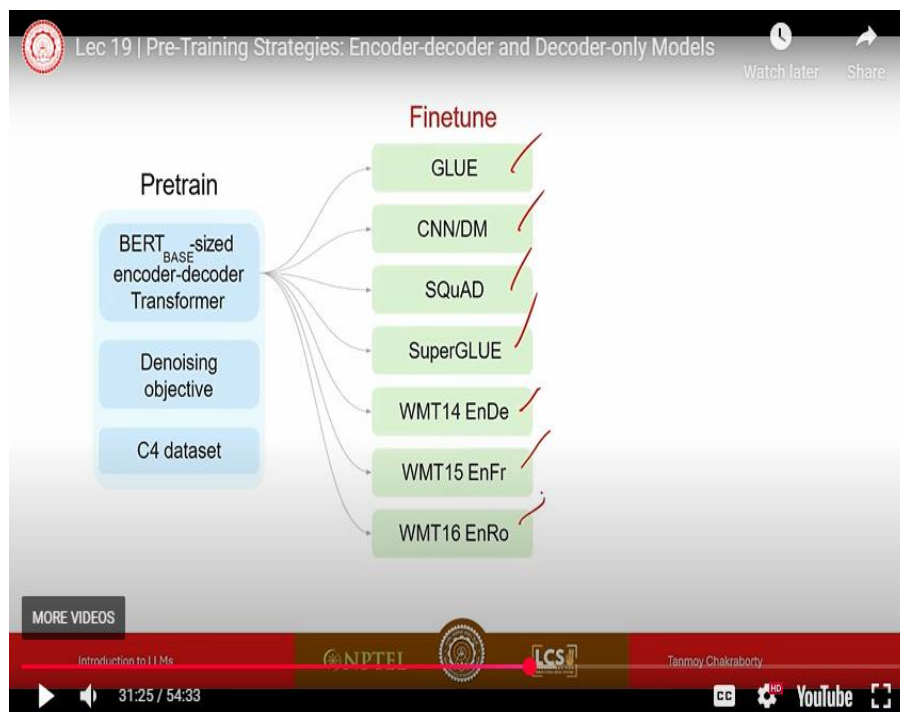 Lec 19 | Pre-Training Strategies: Encoder-decoder and Decoder-only Models
Watch later
Share
Finetune
Pretrain
GLUE
CNN/DM
SQuAD
SuperGLUE
WMT14 EnDe
WMT15 EnFr
WMT16 EnRo
BERT BASE-sized
encoder-decoder
Transformer
Denoising
objective
C4 dataset
MORE VIDEOS
Introduction to LLMs
NPTEL
LCS
Tanmoy Chakraborty
31:25 / 54:33
CC
HD
YouTube